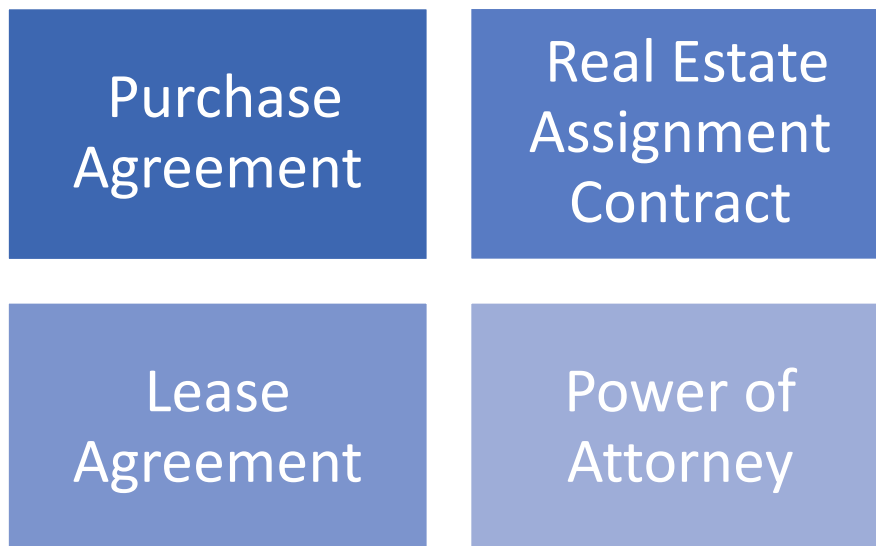 Purchase
Agreement
Real Estate
Assignment
Contract
Lease
Agreement
Power of
Attorney